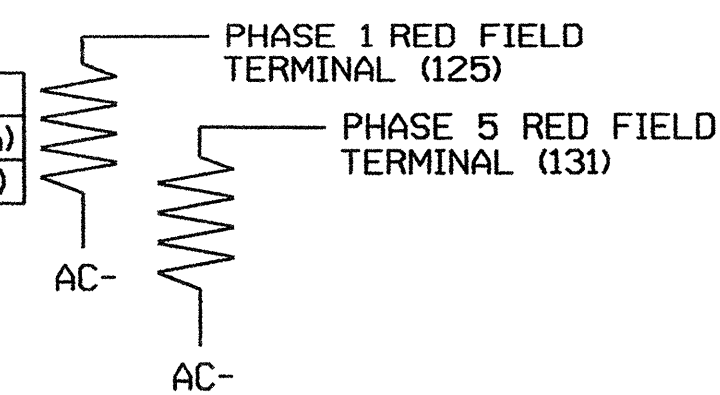 PHASE 1 RED FIELD
TERMINAL (125)
PHASE 5 RED FIELD
TERMINAL (131)
AC-
AC-